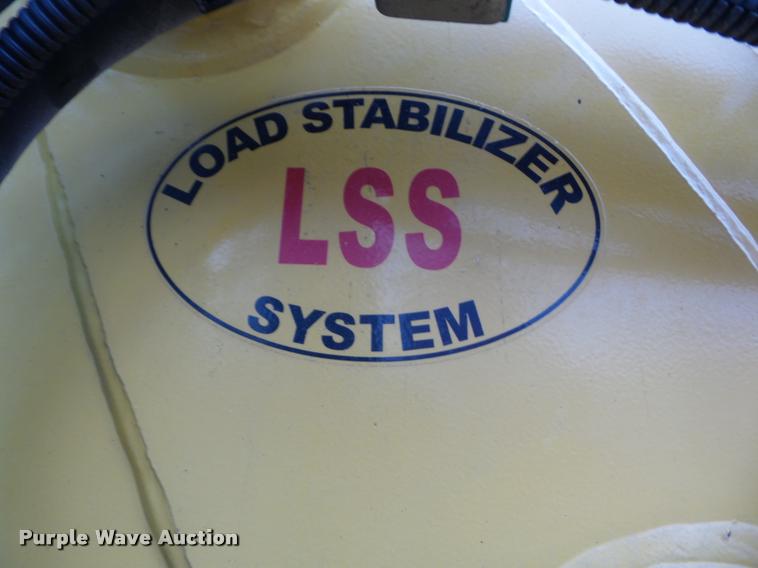 LOAD STABILIZER
LSS
SYSTEM
Purple Wave Auction